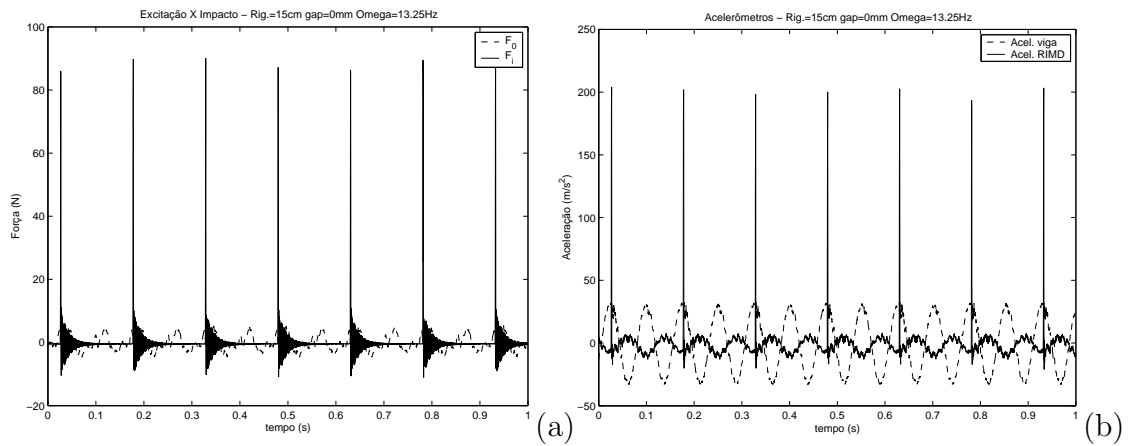 Excitação X Impacto – Rig.=15cm gap=0mm Omega=13.25Hz
F_0
F_i
Força (N)
100
80
60
40
20
0
−20
0 0.1 0.2 0.3 0.4 0.5 0.6 0.7 0.8 0.9 1
tempo (s)
(a)
Acelerômetros – Rig.=15cm gap=0mm Omega=13.25Hz
Acel. viga
Acel. RIMD
Aceleração (m/s²)
250
200
150
100
50
0
−50
0 0.1 0.2 0.3 0.4 0.5 0.6 0.7 0.8 0.9 1
tempo (s)
(b)